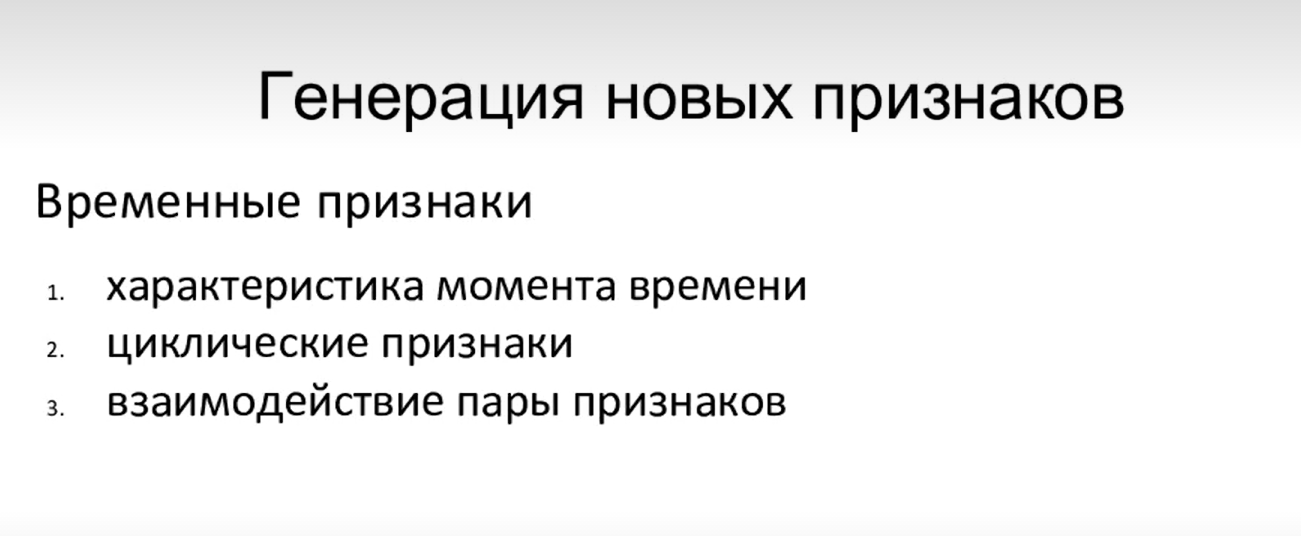 Генерация новых признаков
Временные признаки
1. характеристика момента времени
2. циклические признаки
3. взаимодействие пары признаков